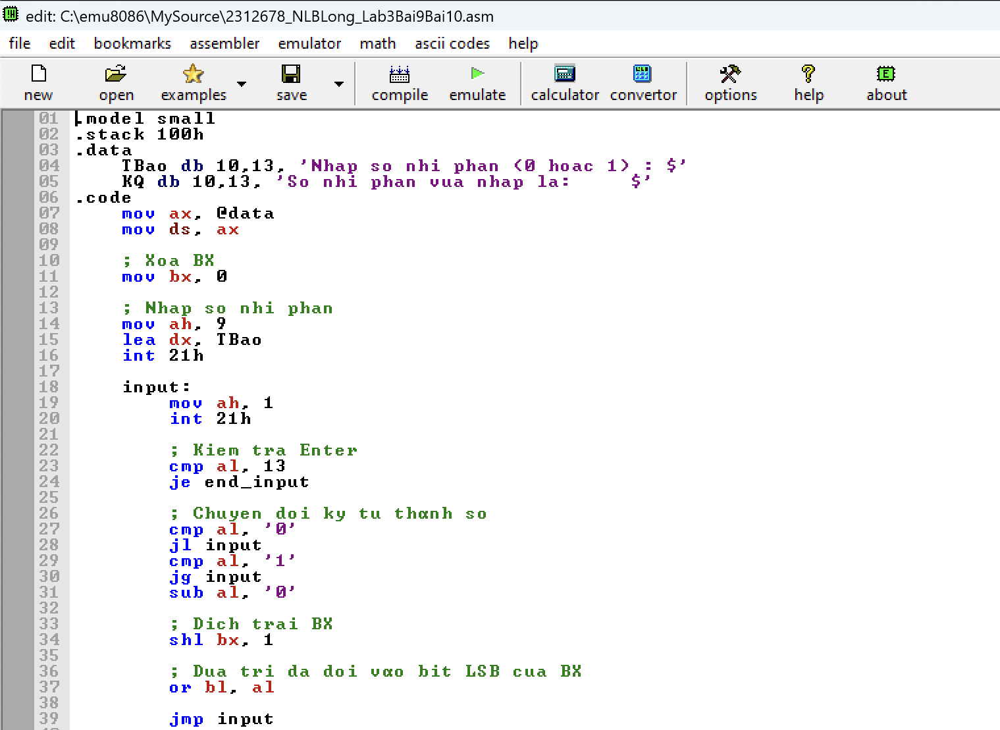 edit: C:\emu8086\MySource\2312678_NLBLong_Lab3Bai9Bai10.asm
file edit bookmarks assembler emulator math ascii codes help
new open examples save compile emulate calculator convertor options help about
01 .model small
02 .stack 100h
03 .data
04 TBao db 10,13, 'Nhap so nhi phan (0 hoac 1) : $'
05 KQ db 10,13, 'So nhi phan vua nhap la:     $'
06 .code
07 mov ax, @data
08 mov ds, ax
09
10 ; Xoa BX
11 mov bx, 0
12
13 ; Nhap so nhi phan
14 mov ah, 9
15 lea dx, TBao
16 int 21h
17
18 input:
19 mov ah, 1
20 int 21h
21
22 ; Kiem tra Enter
23 cmp al, 13
24 je end_input
25
26 ; Chuyen doi ky tu thαnh so
27 cmp al, '0'
28 jl input
29 cmp al, '1'
30 jg input
31 sub al, '0'
32
33 ; Dich trai BX
34 shl bx, 1
35
36 ; Dua tri da doi vαo bit LSB cua BX
37 or bl, al
38
39 jmp input